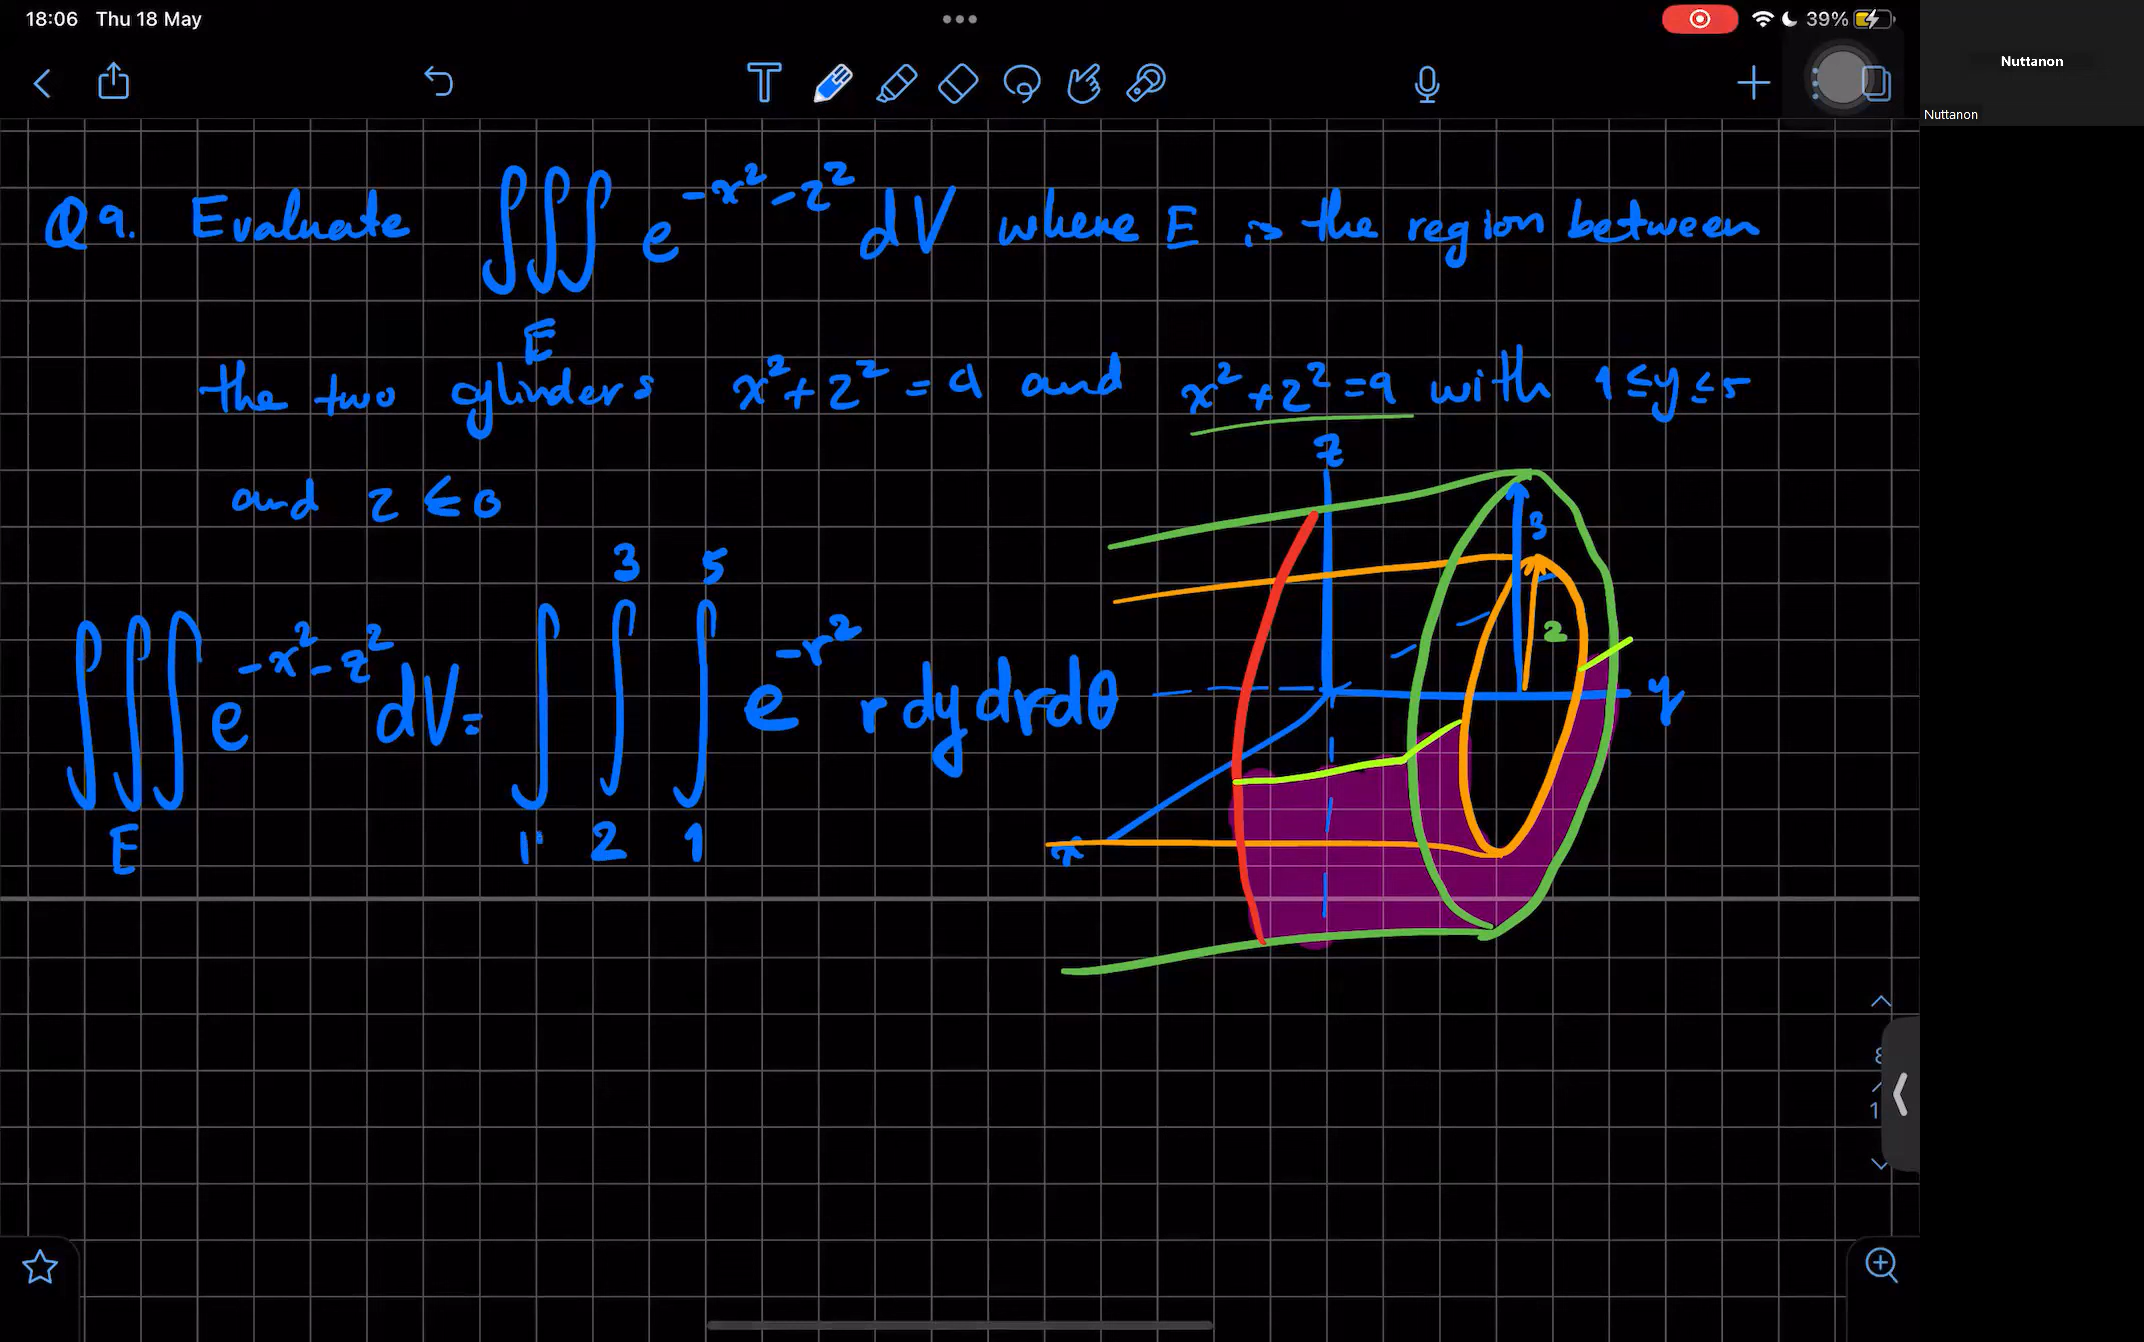 18:06 Thu 18 May
39%
Nuttanon
Nuttanon
Q9. Evaluate ∭ e^{-x²-z²} dV where E is the region between
E
the two cylinders x²+z²=4 and x²+z²=9 with 1≤y≤5
and z ≤ 0
∭ e^{-x²-z²} dV = ∫ ∫ ∫ e^{-r²} r dy dr dθ
3 5
E 2 1
z
3
2
y
x